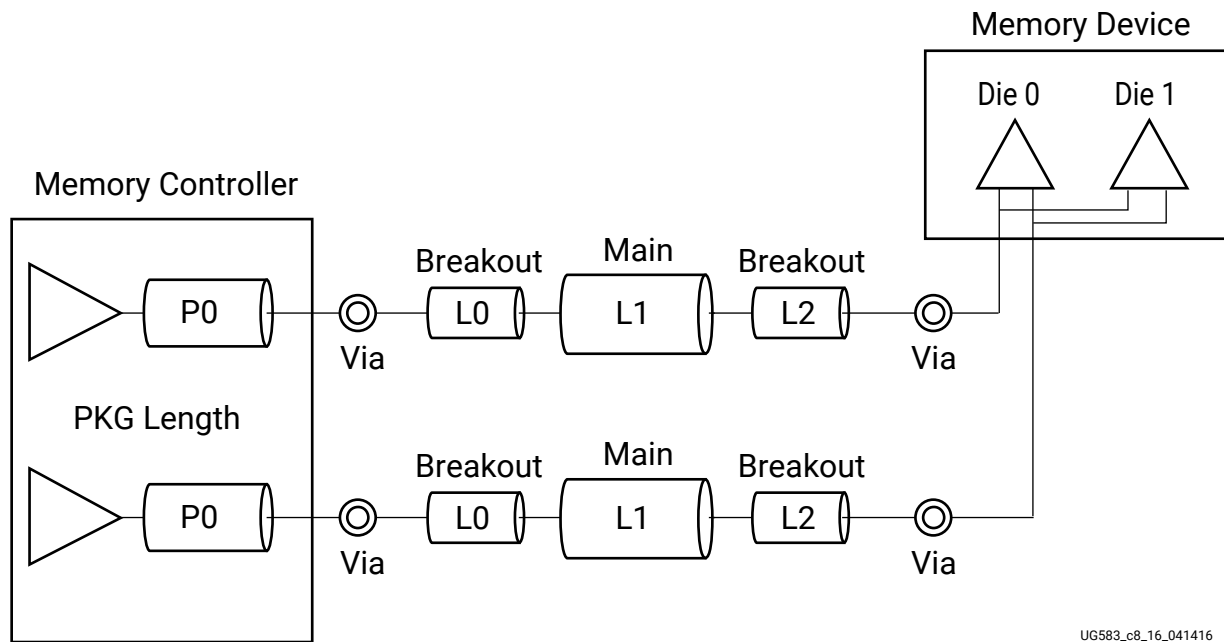 Memory Device
Die 0 Die 1
Memory Controller
Breakout Main Breakout
P0 L0 L1 L2
Via Via
PKG Length
Breakout Main Breakout
P0 L0 L1 L2
Via Via
UG583_c8_16_041416